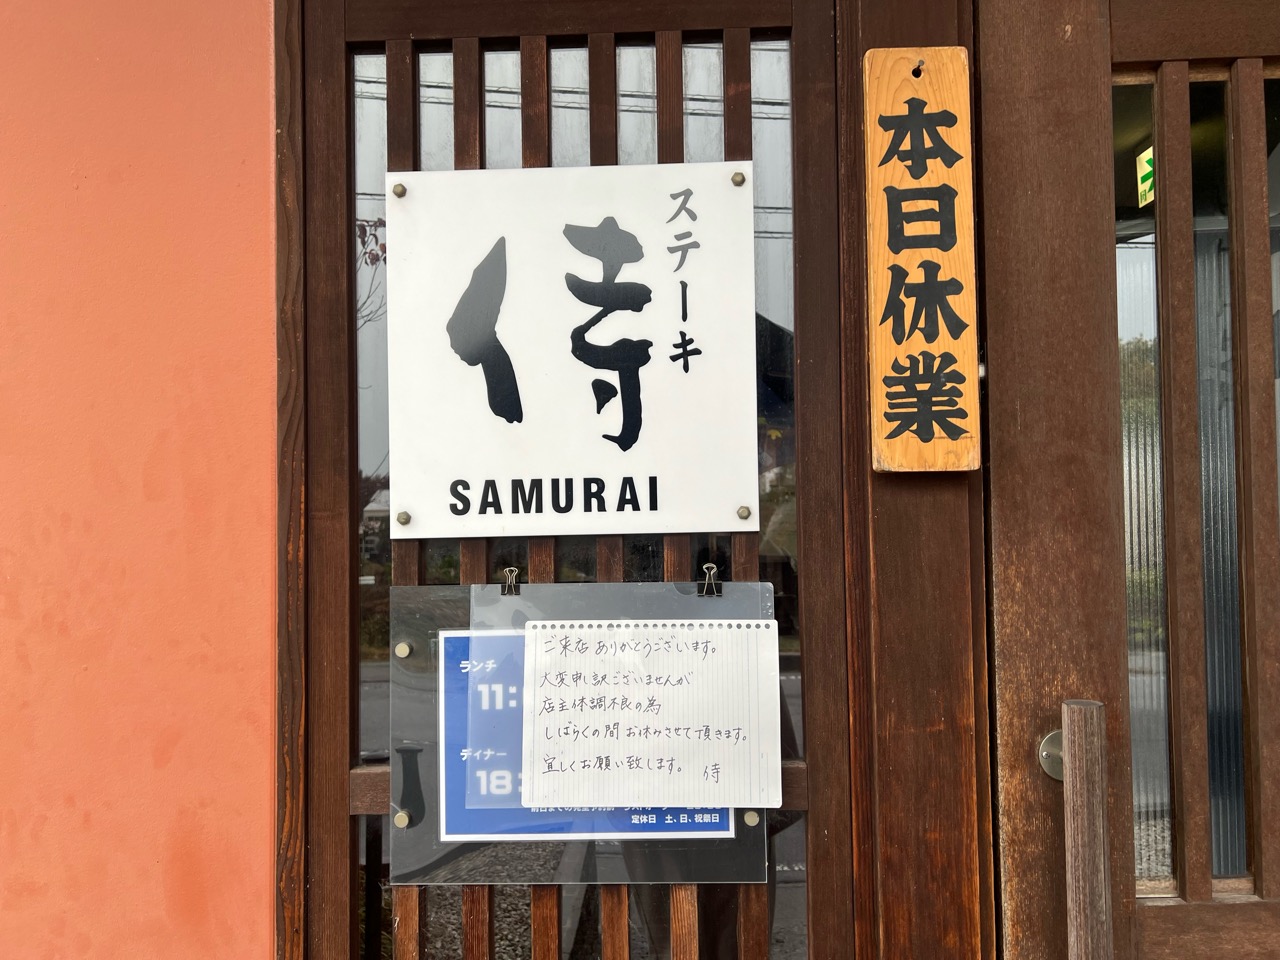 ステーキ
侍
SAMURAI
本日休業
ご来店ありがとうございます。
大変申し訳ございませんが
店主体調不良の為
しばらくの間 お休みさせて頂きます。
宜しくお願い致します。 侍
ランチ
11:
ディナー
18:
定休日 土、日、祝祭日